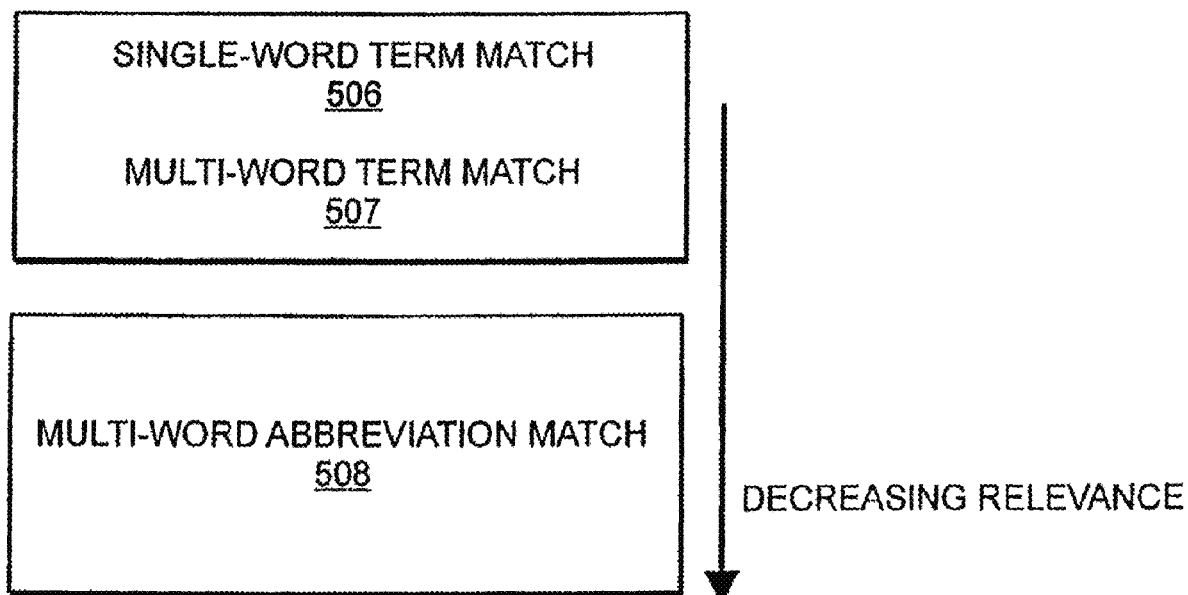 SINGLE-WORD TERM MATCH
506
MULTI-WORD TERM MATCH
507
MULTI-WORD ABBREVIATION MATCH
508
DECREASING RELEVANCE